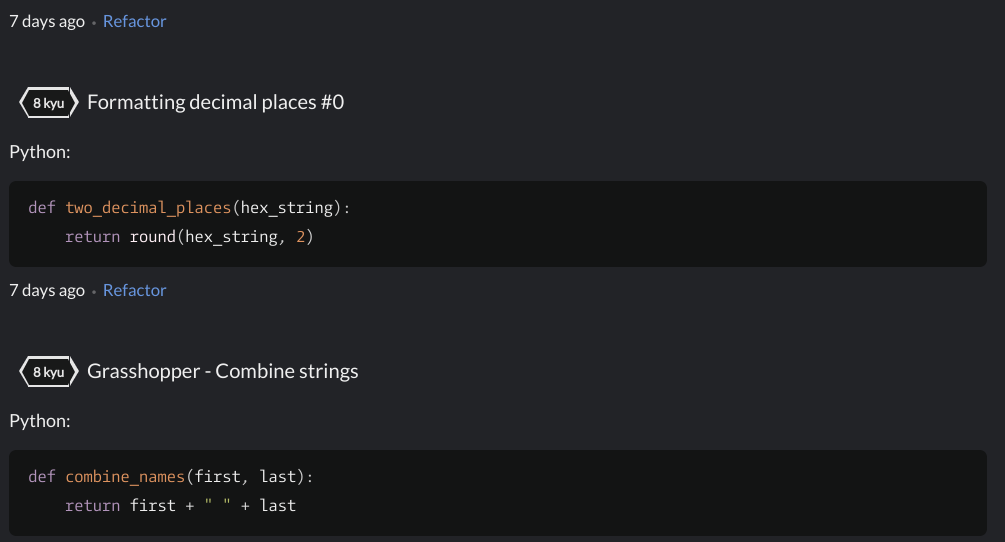 7 days ago • Refactor
8 kyu Formatting decimal places #0
Python:
def two_decimal_places(hex_string):
    return round(hex_string, 2)
7 days ago • Refactor
8 kyu Grasshopper - Combine strings
Python:
def combine_names(first, last):
    return first + " " + last